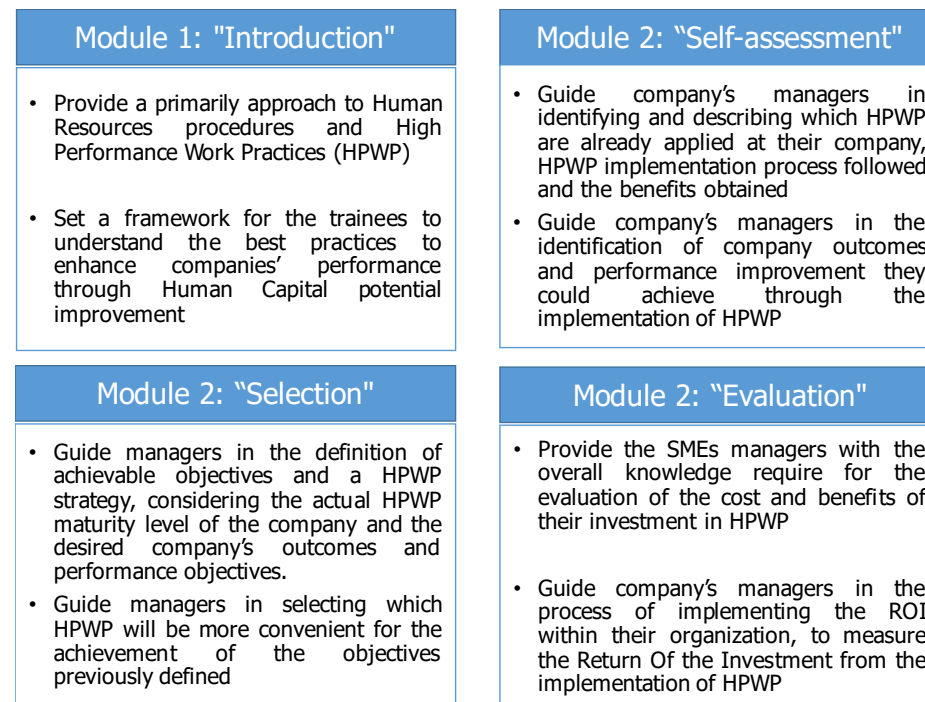 Module 1: "Introduction"
• Provide a primarily approach to Human
Resources procedures and High
Performance Work Practices (HPWP)
• Set a framework for the trainees to
understand the best practices to
enhance companies’ performance
through Human Capital potential
improvement
Module 2: “Self-assessment"
• Guide company’s managers in
identifying and describing which HPWP
are already applied at their company,
HPWP implementation process followed
and the benefits obtained
• Guide company’s managers in the
identification of company outcomes
and performance improvement they
could achieve through the
implementation of HPWP
Module 2: “Selection"
• Guide managers in the definition of
achievable objectives and a HPWP
strategy, considering the actual HPWP
maturity level of the company and the
desired company’s outcomes and
performance objectives.
• Guide managers in selecting which
HPWP will be more convenient for the
achievement of the objectives
previously defined
Module 2: “Evaluation"
• Provide the SMEs managers with the
overall knowledge require for the
evaluation of the cost and benefits of
their investment in HPWP
• Guide company’s managers in the
process of implementing the ROI
within their organization, to measure
the Return Of the Investment from the
implementation of HPWP